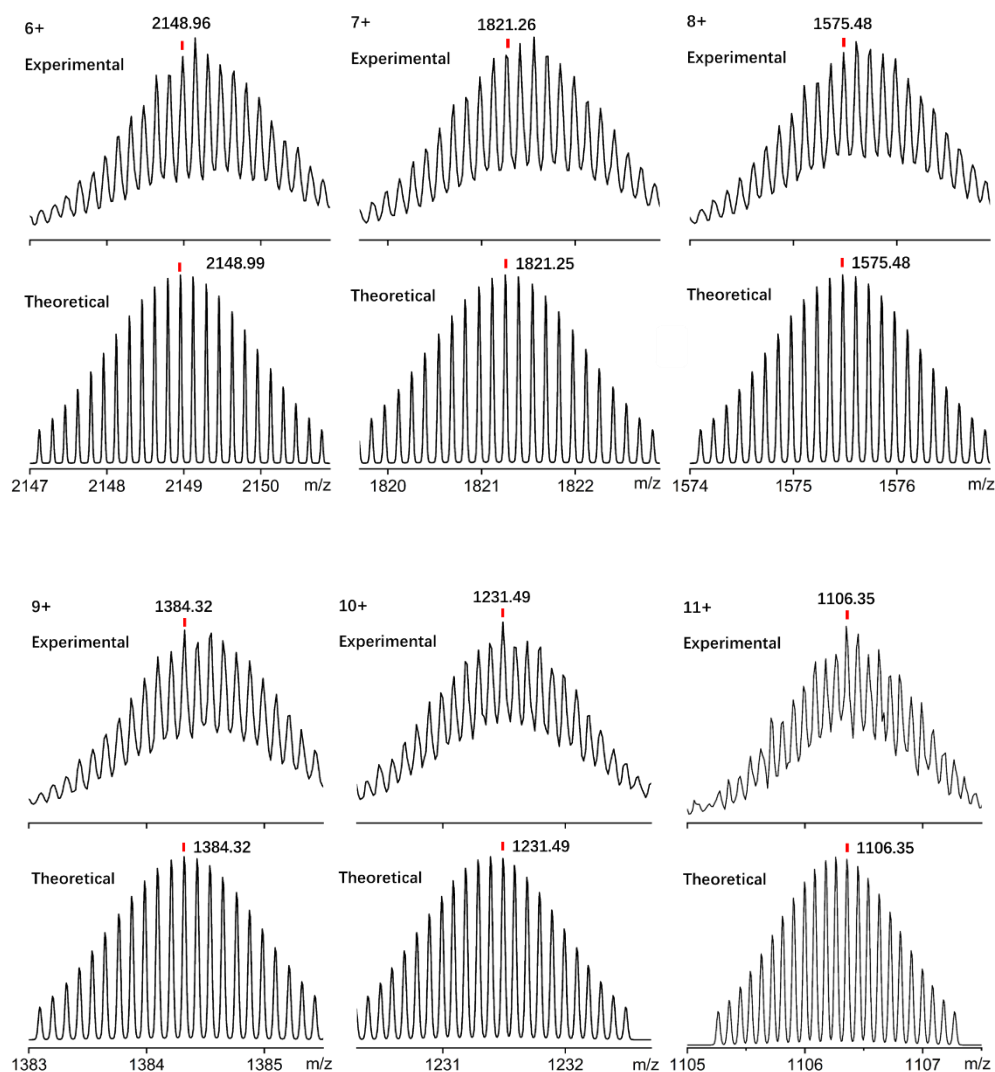 6+
2148.96
Experimental
2148.99
Theoretical
2147 2148 2149 2150 m/z
7+
1821.26
Experimental
1821.25
Theoretical
1820 1821 1822 m/z
8+
1575.48
Experimental
1575.48
Theoretical
1574 1575 1576 m/z
9+
1384.32
Experimental
1384.32
Theoretical
1383 1384 1385 m/z
10+
1231.49
Experimental
1231.49
Theoretical
1231 1232 m/z
11+
1106.35
Experimental
1106.35
Theoretical
1105 1106 1107 m/z